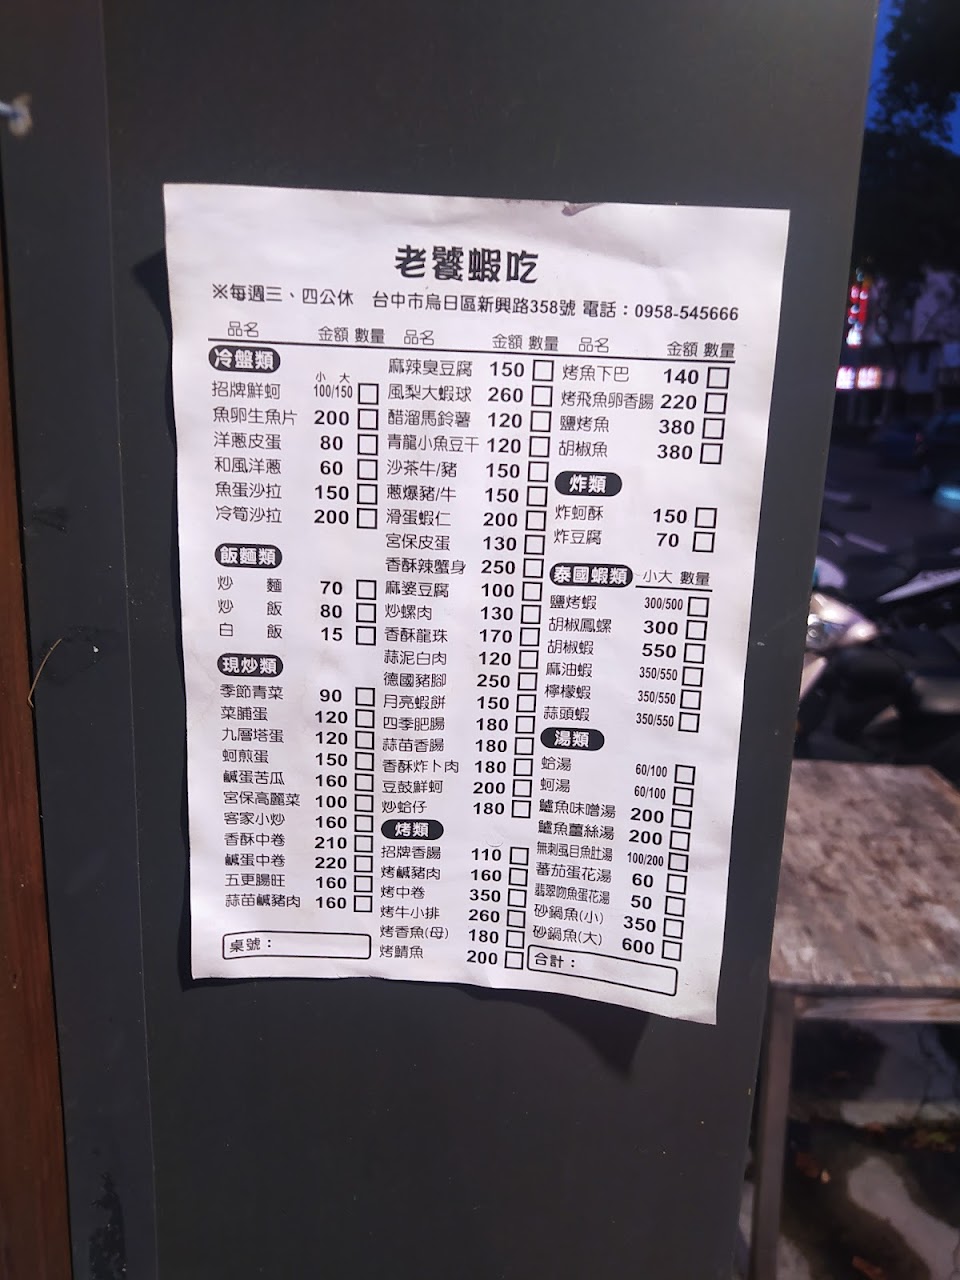 老饕蝦吃
※每週三、四公休 台中市烏日區新興路358號 電話：0958-545666
品名 金額 數量
冷盤類
小 大
招牌鮮蚵 100/150
魚卵生魚片 200
洋蔥皮蛋 80
和風洋蔥 60
魚蛋沙拉 150
冷筍沙拉 200
飯麵類
炒 麵 70
炒 飯 80
白 飯 15
現炒類
季節青菜 90
菜脯蛋 120
九層塔蛋 120
蚵煎蛋 150
鹹蛋苦瓜 160
宮保高麗菜 100
客家小炒 160
香酥中卷 210
鹹蛋中卷 220
五更腸旺 160
蒜苗鹹豬肉 160
桌號：
品名 金額 數量
麻辣臭豆腐 150
風梨大蝦球 260
醋溜馬鈴薯 120
青龍小魚豆干 120
沙茶牛/豬 150
蔥爆豬/牛 150
滑蛋蝦仁 200
宮保皮蛋 130
香酥辣蟹身 250
麻婆豆腐 100
炒螺肉 130
香酥龍珠 170
蒜泥白肉 120
德國豬腳 250
月亮蝦餅 150
四季肥腸 180
蒜苗香腸 180
香酥炸卜肉 180
豆鼓鮮蚵 200
炒蛤仔 180
烤類
招牌香腸 110
烤鹹豬肉 160
烤中卷 350
烤牛小排 260
烤香魚(母) 180
烤鯖魚 200
品名 金額 數量
烤魚下巴 140
烤飛魚卵香腸 220
鹽烤魚 380
胡椒魚 380
炸類
炸蚵酥 150
炸豆腐 70
泰國蝦類 小大 數量
鹽烤蝦 300/500
胡椒鳳螺 300
胡椒蝦 550
麻油蝦 350/550
檸檬蝦 350/550
蒜頭蝦 350/550
湯類
蛤湯 60/100
蚵湯 60/100
鱸魚味噌湯 200
鱸魚薑絲湯 200
無刺虱目魚肚湯 100/200
蕃茄蛋花湯 60
翡翠吻魚蛋花湯 50
砂鍋魚(小) 350
砂鍋魚(大) 600
合計：